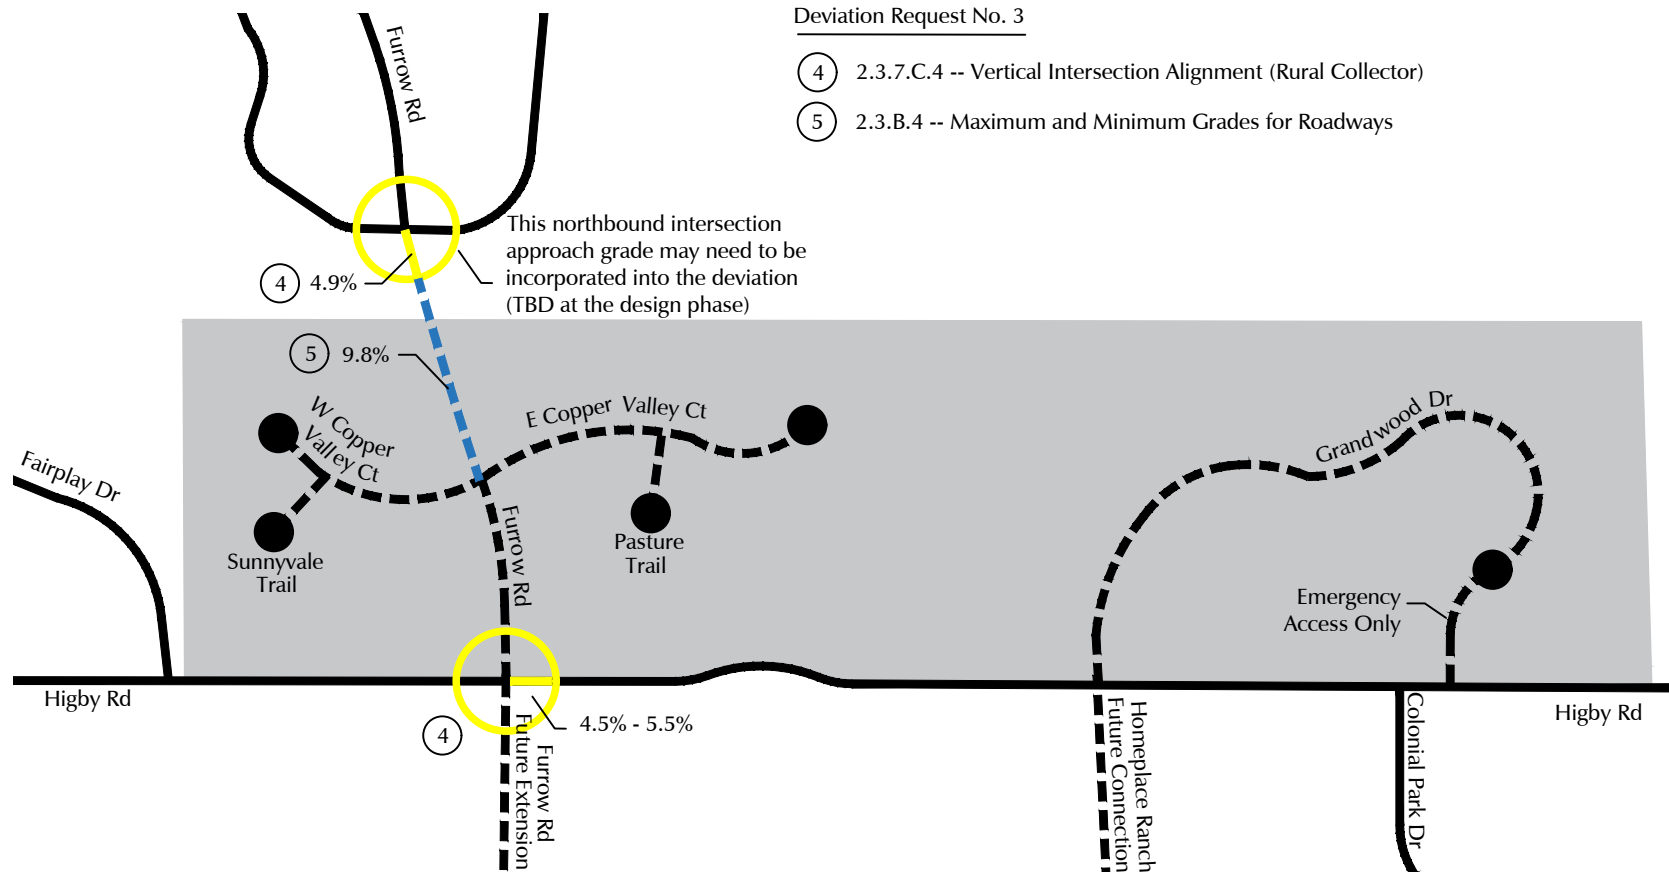 Deviation Request No. 3
4 2.3.7.C.4 -- Vertical Intersection Alignment (Rural Collector)
5 2.3.B.4 -- Maximum and Minimum Grades for Roadways
Furrow Rd
This northbound intersection
approach grade may need to be
incorporated into the deviation
(TBD at the design phase)
4 4.9%
5 9.8%
W Copper
Valley Ct
E Copper Valley Ct
Grandwood Dr
Fairplay Dr
Furrow Rd
Sunnyvale
Trail
Pasture
Trail
Emergency
Access Only
Higby Rd
4
4.5% - 5.5%
Furrow Rd
Future Extension
Homeplace Ranch
Future Connection
Colonial Park Dr
Higby Rd